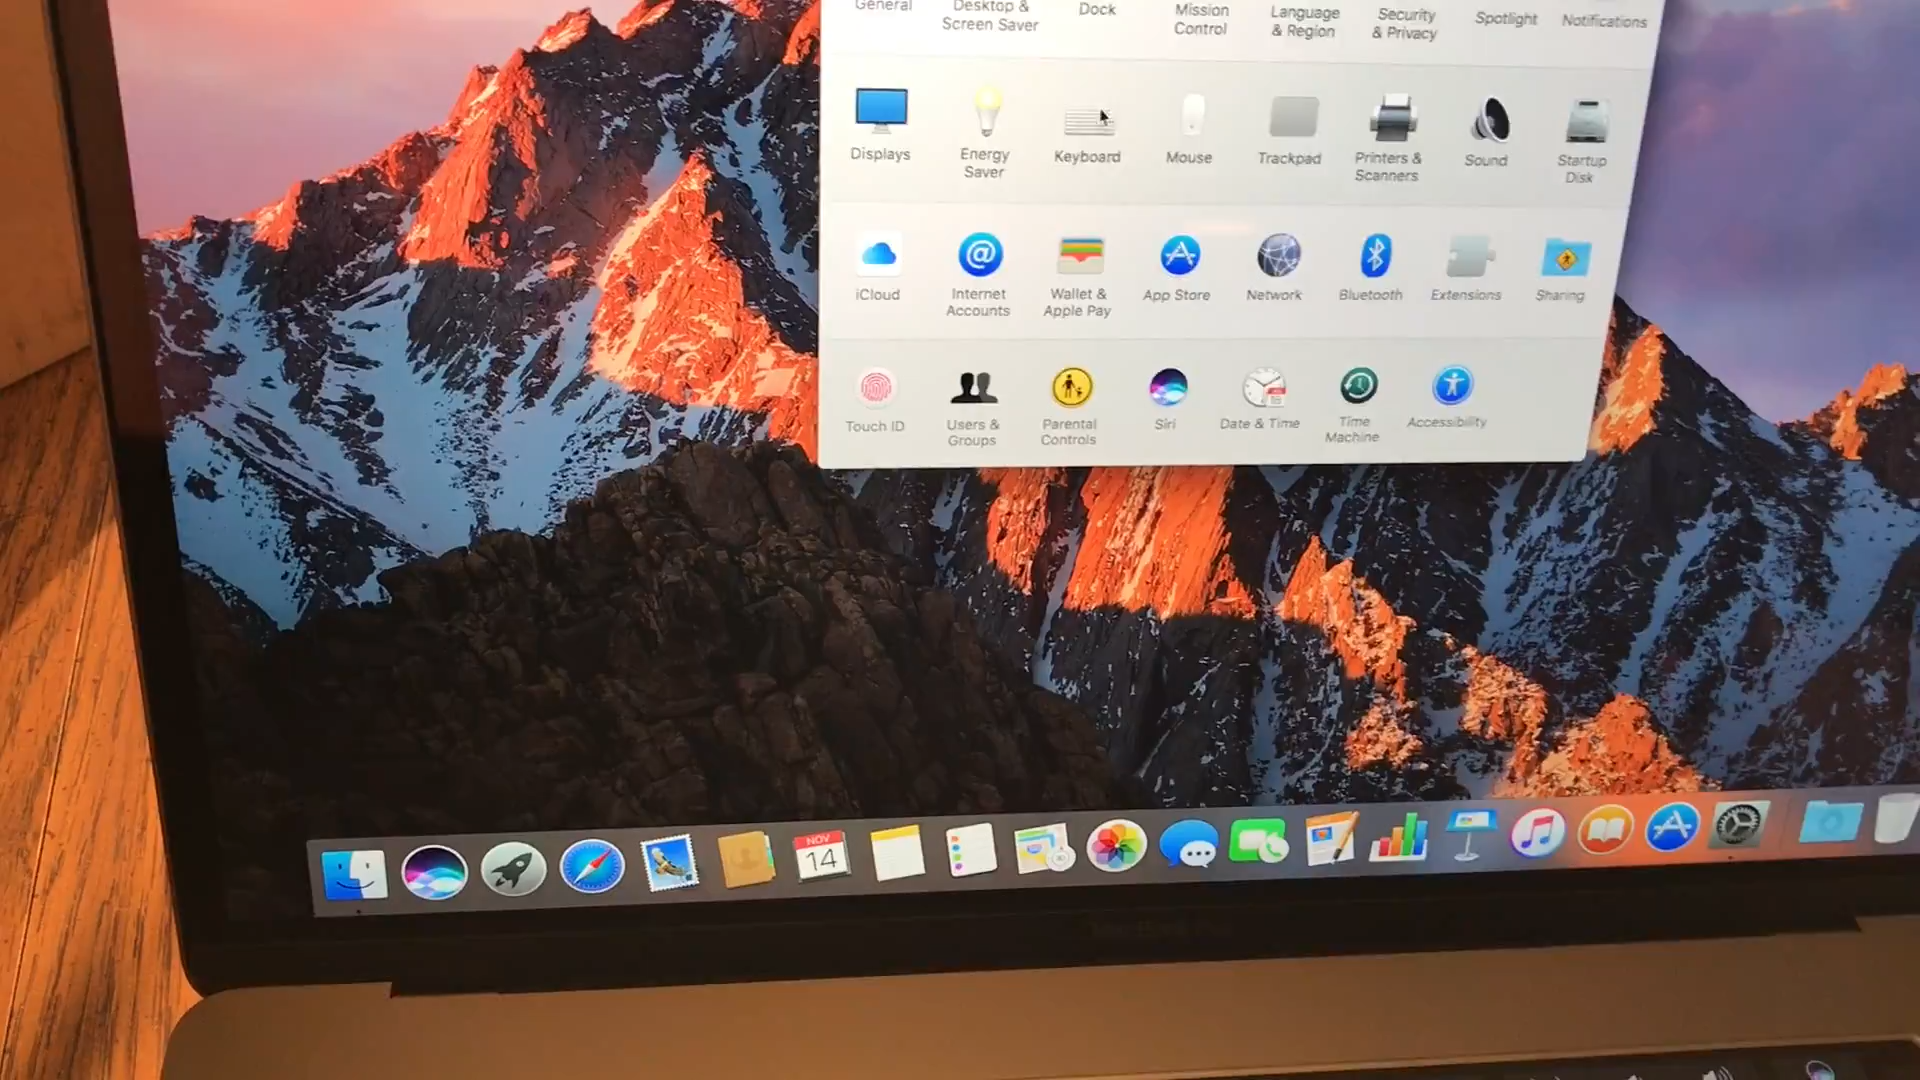 General
Desktop &
Screen Saver
Dock
Mission
Control
Language
& Region
Security
& Privacy
Spotlight
Notifications
Displays
Energy
Saver
Keyboard
Mouse
Trackpad
Printers &
Scanners
Sound
Startup
Disk
iCloud
Internet
Accounts
Wallet &
Apple Pay
App Store
Network
Bluetooth
Extensions
Sharing
Touch ID
Users &
Groups
Parental
Controls
Siri
Date & Time
Time
Machine
Accessibility
NOV
14